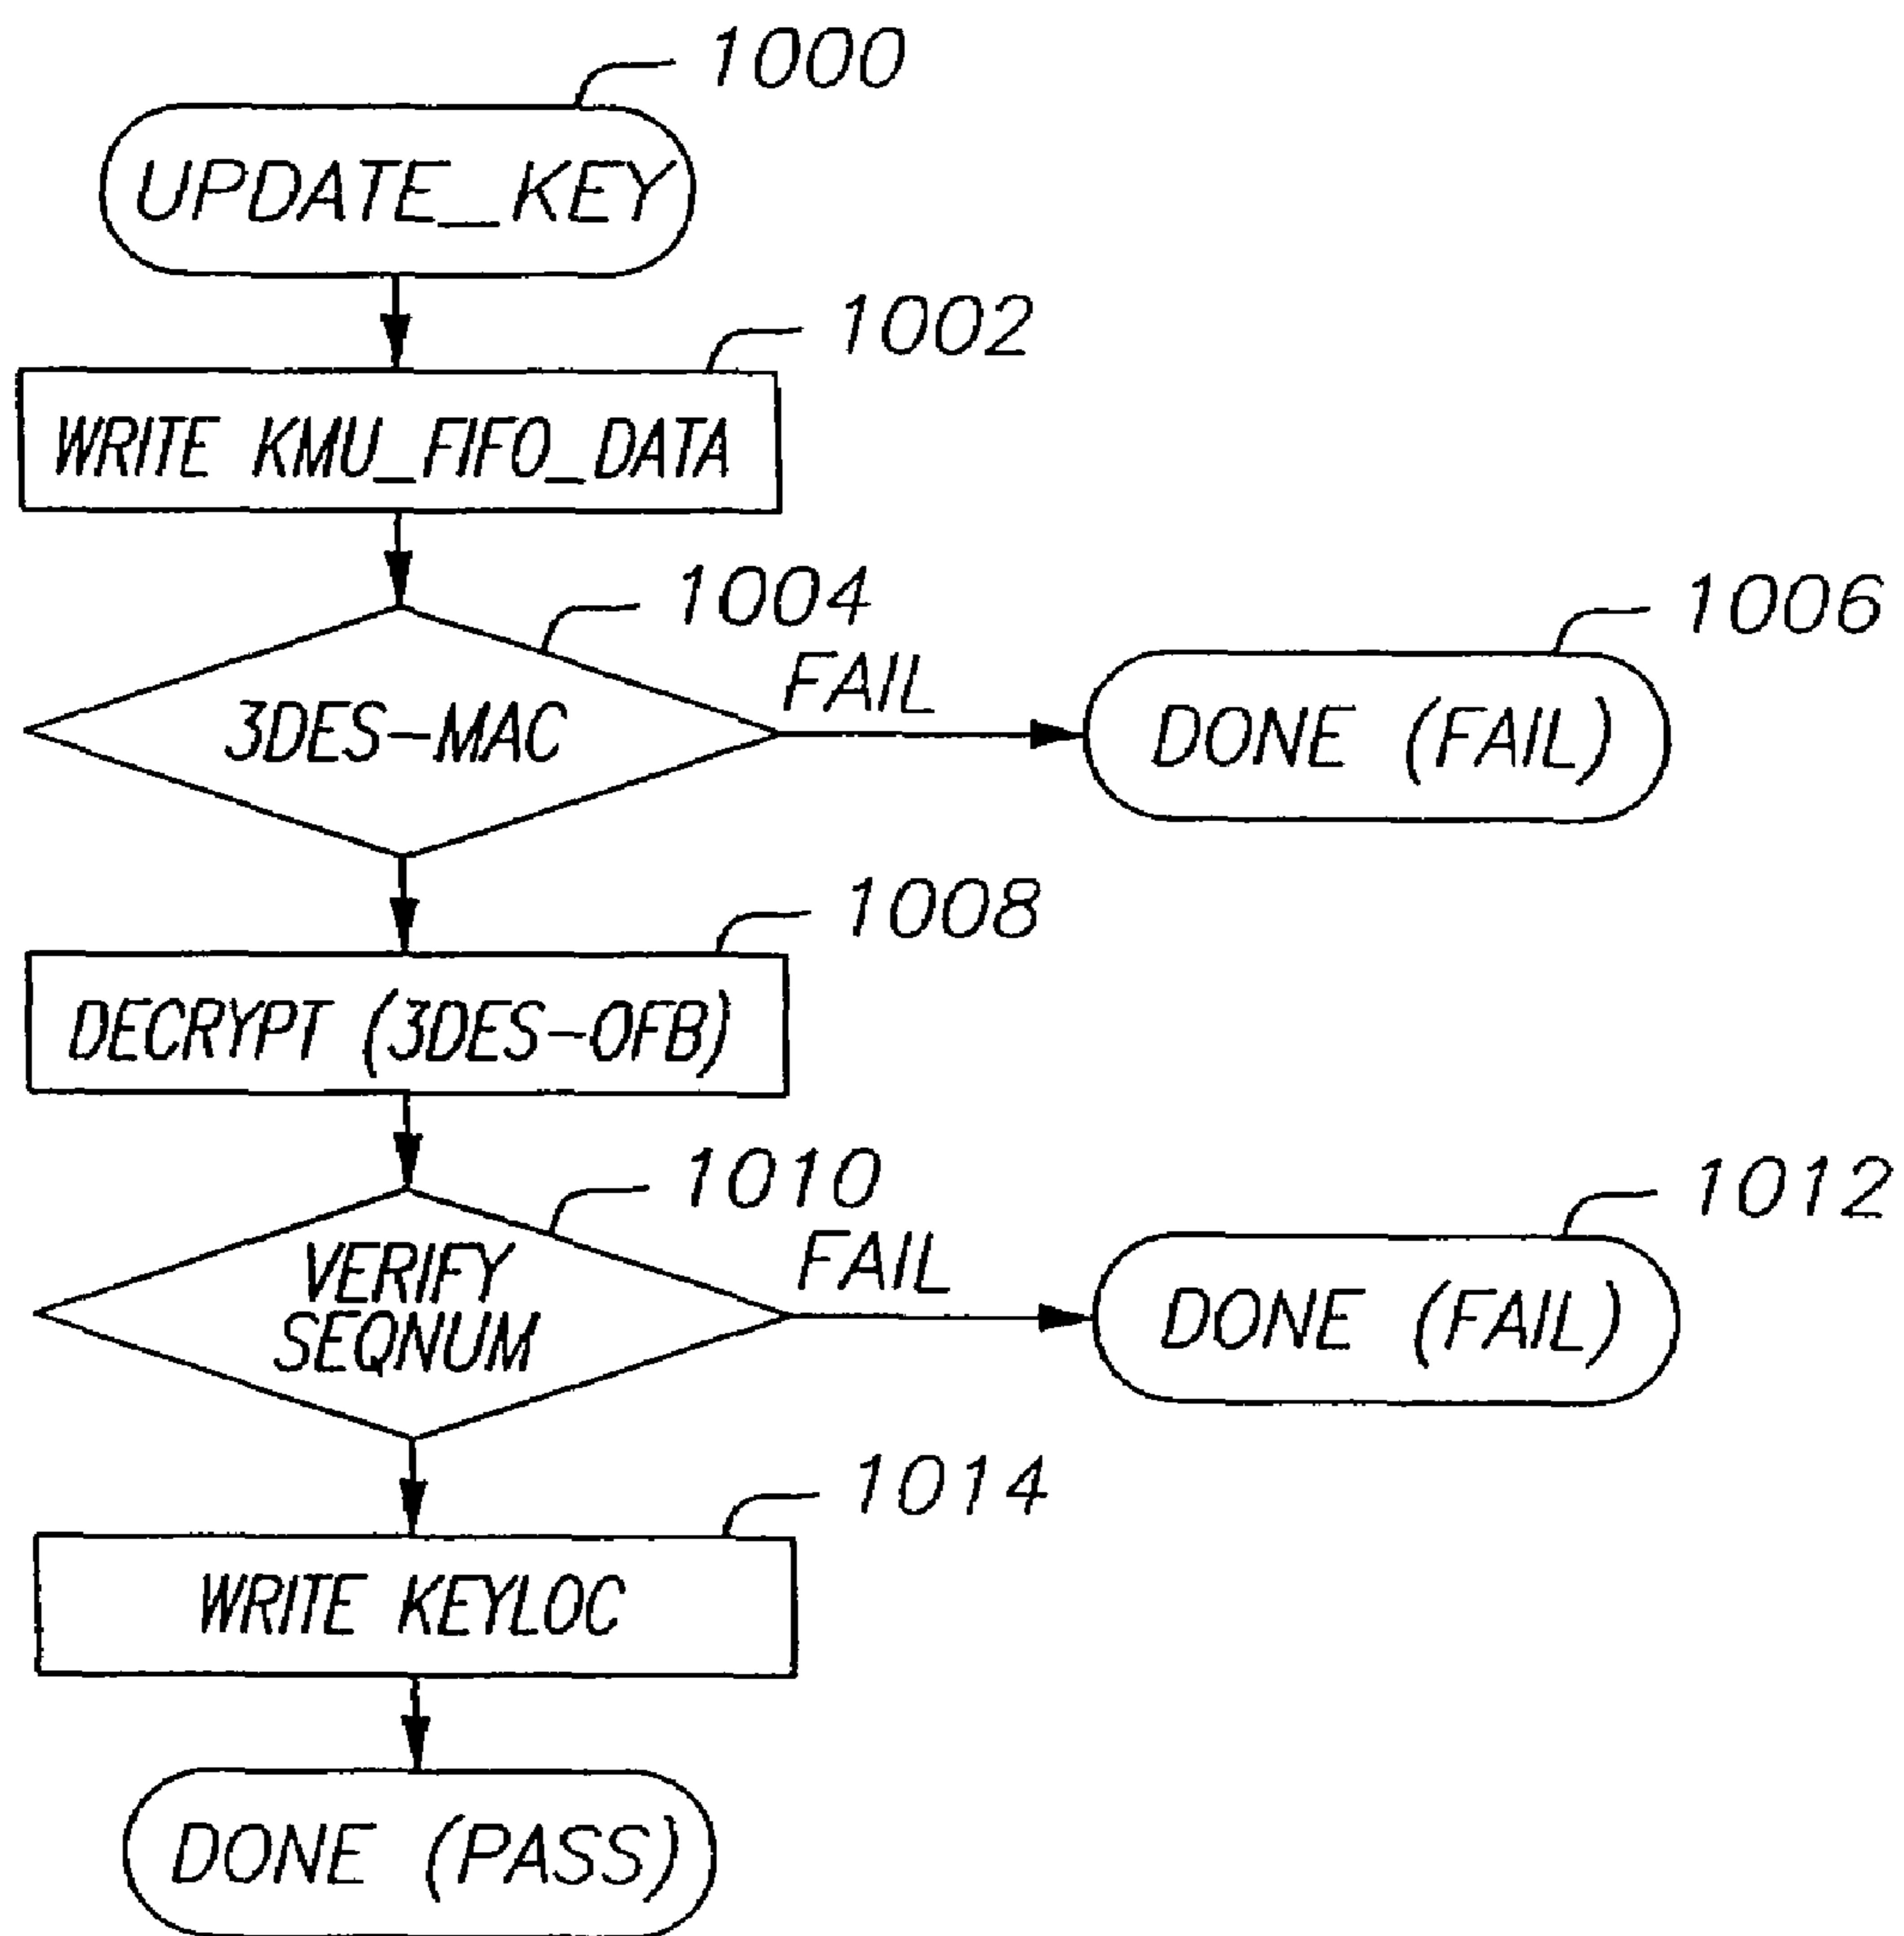 1000
UPDATE__KEY
1002
WRITE KMU_FIFO_DATA
1004
FAIL
1006
3DES-MAC
DONE (FAIL)
1008
DECRYPT (3DES-OFB)
1010
FAIL
1012
VERIFY
SEQNUM
DONE (FAIL)
1014
WRITE KEYLOC
DONE (PASS)